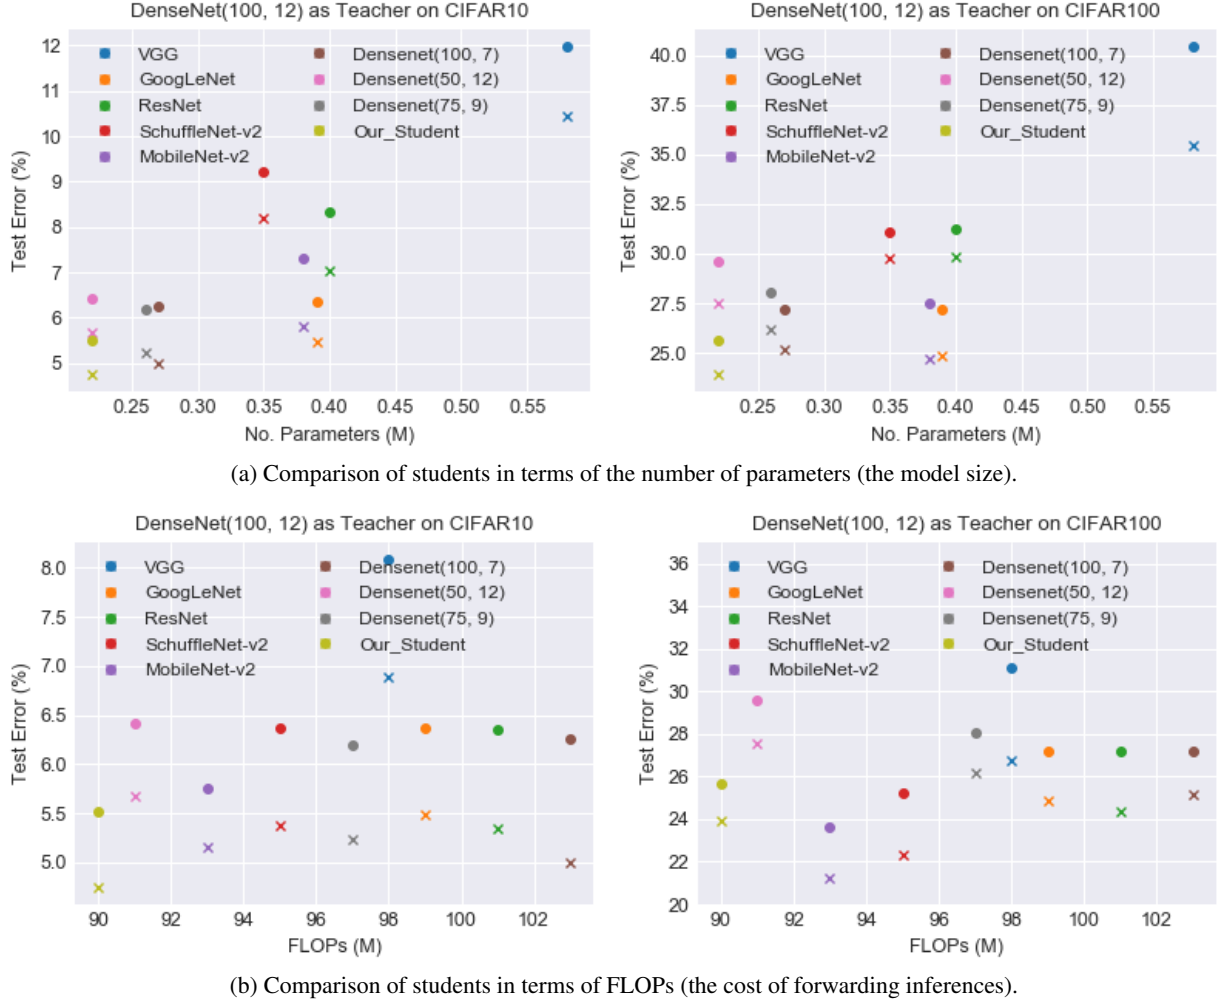 DenseNet(100, 12) as Teacher on CIFAR10
12
11
10
9
8
7
6
5
Test Error (%)
VGG
GoogLeNet
ResNet
SchuffleNet-v2
MobileNet-v2
Densenet(100, 7)
Densenet(50, 12)
Densenet(75, 9)
Our_Student
0.25 0.30 0.35 0.40 0.45 0.50 0.55
No. Parameters (M)
DenseNet(100, 12) as Teacher on CIFAR100
40.0
37.5
35.0
32.5
30.0
27.5
25.0
Test Error (%)
VGG
GoogLeNet
ResNet
SchuffleNet-v2
MobileNet-v2
Densenet(100, 7)
Densenet(50, 12)
Densenet(75, 9)
Our_Student
0.25 0.30 0.35 0.40 0.45 0.50 0.55
No. Parameters (M)
(a) Comparison of students in terms of the number of parameters (the model size).
DenseNet(100, 12) as Teacher on CIFAR10
8.0
7.5
7.0
6.5
6.0
5.5
5.0
Test Error (%)
VGG
GoogLeNet
ResNet
SchuffleNet-v2
MobileNet-v2
Densenet(100, 7)
Densenet(50, 12)
Densenet(75, 9)
Our_Student
90 92 94 96 98 100 102
FLOPs (M)
DenseNet(100, 12) as Teacher on CIFAR100
36
34
32
30
28
26
24
22
20
Test Error (%)
VGG
GoogLeNet
ResNet
SchuffleNet-v2
MobileNet-v2
Densenet(100, 7)
Densenet(50, 12)
Densenet(75, 9)
Our_Student
90 92 94 96 98 100 102
FLOPs (M)
(b) Comparison of students in terms of FLOPs (the cost of forwarding inferences).